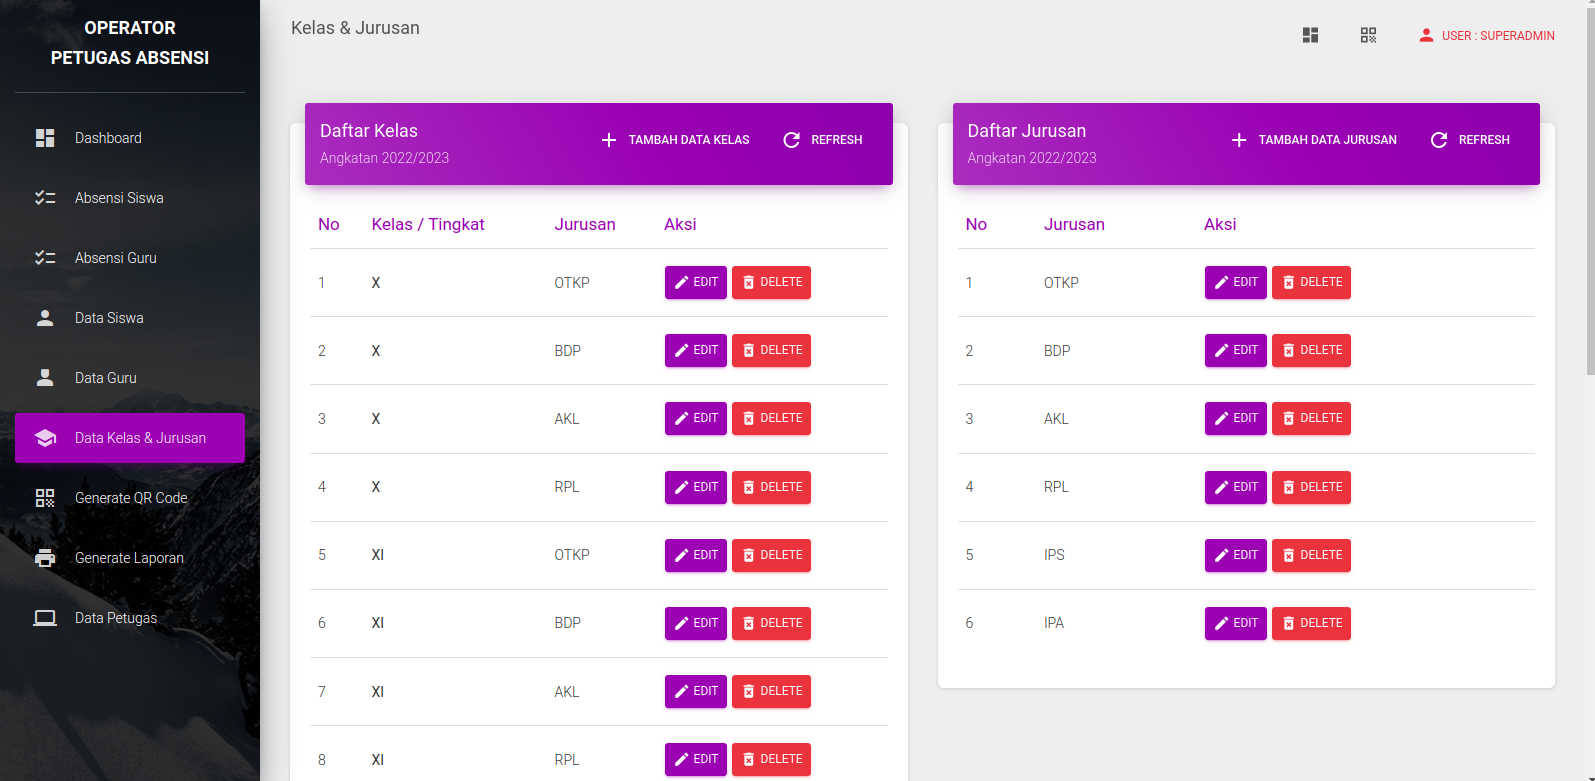 OPERATOR
PETUGAS ABSENSI
Dashboard
Absensi Siswa
Absensi Guru
Data Siswa
Data Guru
Data Kelas & Jurusan
Generate QR Code
Generate Laporan
Data Petugas
Kelas & Jurusan
USER : SUPERADMIN
Daftar Kelas
Angkatan 2022/2023
TAMBAH DATA KELAS REFRESH
No Kelas / Tingkat Jurusan Aksi
1 X OTKP EDIT DELETE
2 X BDP EDIT DELETE
3 X AKL EDIT DELETE
4 X RPL EDIT DELETE
5 XI OTKP EDIT DELETE
6 XI BDP EDIT DELETE
7 XI AKL EDIT DELETE
8 XI RPL EDIT DELETE
Daftar Jurusan
Angkatan 2022/2023
TAMBAH DATA JURUSAN REFRESH
No Jurusan Aksi
1 OTKP EDIT DELETE
2 BDP EDIT DELETE
3 AKL EDIT DELETE
4 RPL EDIT DELETE
5 IPS EDIT DELETE
6 IPA EDIT DELETE